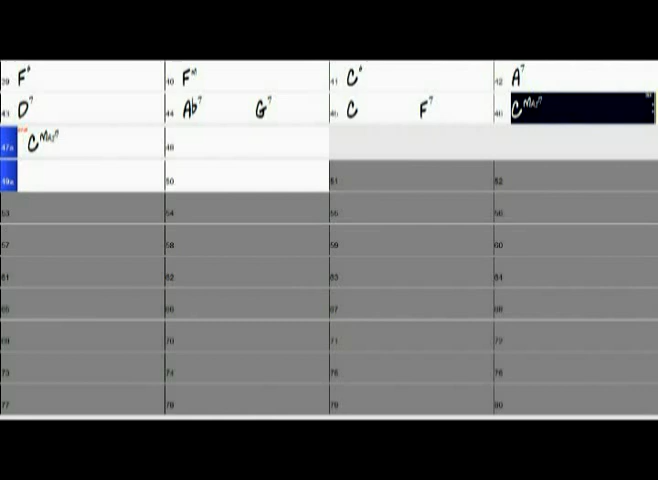 39 F6 40 Fm 41 C6 42 A7
43 D7 44 Ab7 G7 45 C F7 46 CMaj7
47a CMaj7 48
49a 50 51 52
53 54 55 56
57 58 59 60
61 62 63 64
65 66 67 68
69 70 71 72
73 74 75 76
77 78 79 80